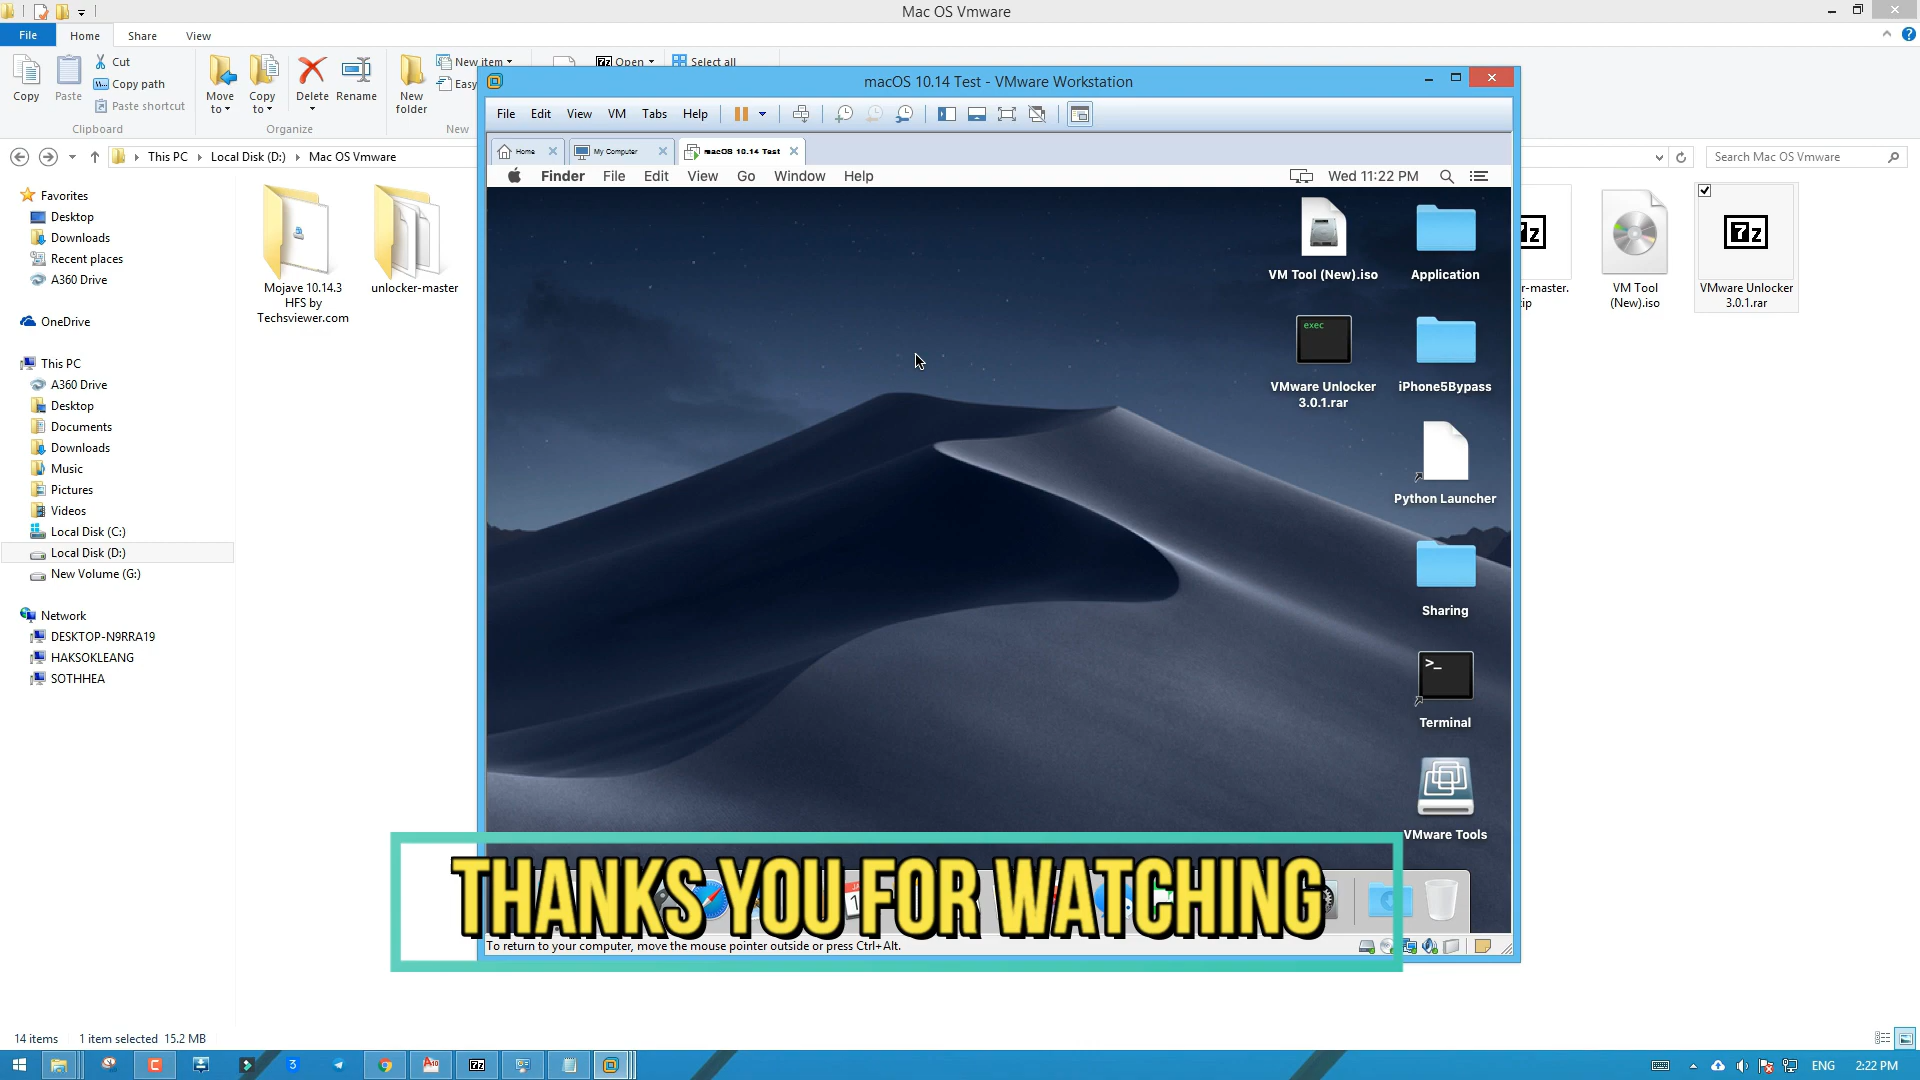 Mac OS Vmware
File Home Share View
Copy Paste Cut Copy path Paste shortcut Move to Copy to Delete Rename New folder New item Easy Open Select all
Clipboard Organize New
This PC Local Disk (D:) Mac OS Vmware Search Mac OS Vmware
Favorites
Desktop
Downloads
Recent places
A360 Drive
OneDrive
This PC
A360 Drive
Desktop
Documents
Downloads
Music
Pictures
Videos
Local Disk (C:)
Local Disk (D:)
New Volume (G:)
Network
DESKTOP-N9RRA19
HAKSOKLEANG
SOTHHEA
Mojave 10.14.3
HFS by
Techsviewer.com
unlocker-master
macOS 10.14 Test - VMware Workstation
File Edit View VM Tabs Help
Home My Computer macOS 10.14 Test
Finder File Edit View Go Window Help Wed 11:22 PM
VM Tool (New).iso
Application
exec
VMware Unlocker
3.0.1.rar
iPhone5Bypass
Python Launcher
Sharing
>_
Terminal
VMware Tools
THANKS YOU FOR WATCHING
To return to your computer, move the mouse pointer outside or press Ctrl+Alt.
r-master.
ip
VM Tool
(New).iso
7z
VMware Unlocker
3.0.1.rar
14 items 1 item selected 15.2 MB
ENG 2:22 PM